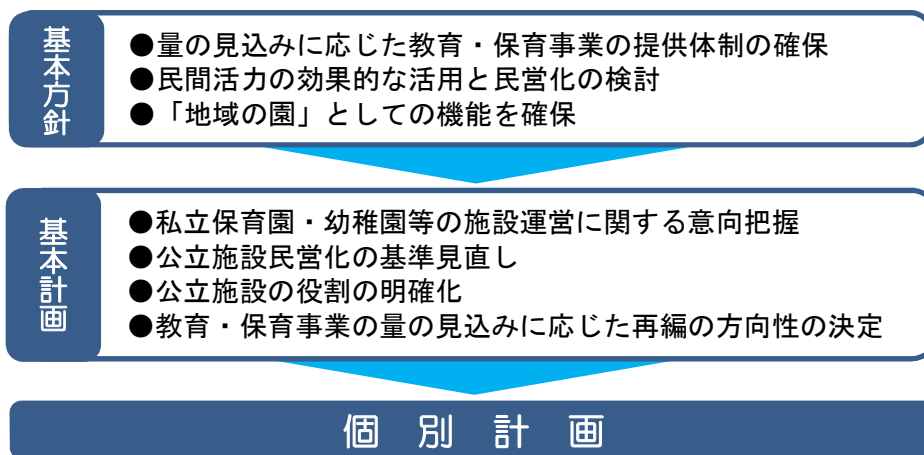 基本方針
●量の見込みに応じた教育・保育事業の提供体制の確保
●民間活力の効果的な活用と民営化の検討
●「地域の園」としての機能を確保
基本計画
●私立保育園・幼稚園等の施設運営に関する意向把握
●公立施設民営化の基準見直し
●公立施設の役割の明確化
●教育・保育事業の量の見込みに応じた再編の方向性の決定
個別計画